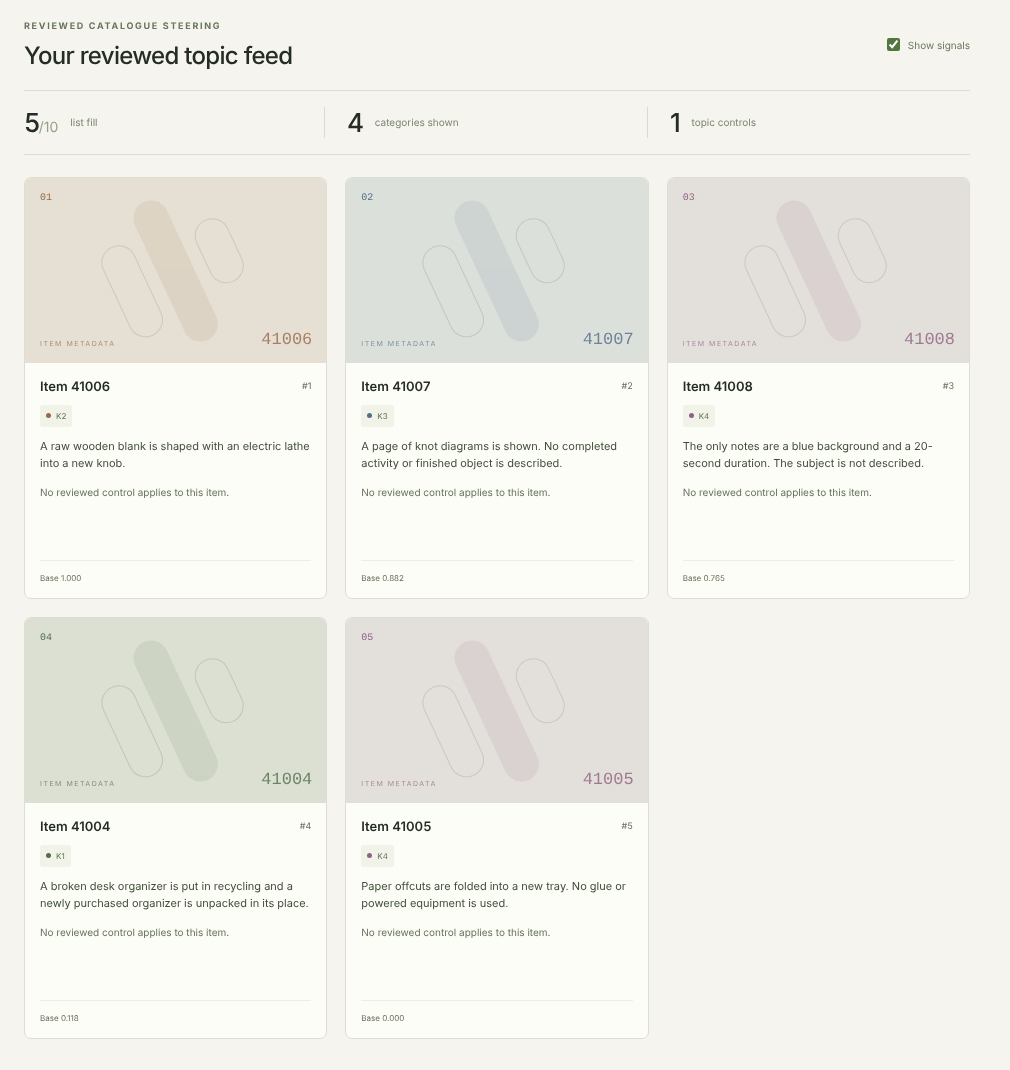 REVIEWED CATALOGUE STEERING
Your reviewed topic feed
Show signals
5/10 list fill
4 categories shown
1 topic controls
01
ITEM METADATA 41006
Item 41006 #1
K2
A raw wooden blank is shaped with an electric lathe
into a new knob.
No reviewed control applies to this item.
Base 1.000
02
ITEM METADATA 41007
Item 41007 #2
K3
A page of knot diagrams is shown. No completed
activity or finished object is described.
No reviewed control applies to this item.
Base 0.882
03
ITEM METADATA 41008
Item 41008 #3
K4
The only notes are a blue background and a 20-
second duration. The subject is not described.
No reviewed control applies to this item.
Base 0.765
04
ITEM METADATA 41004
Item 41004 #4
K1
A broken desk organizer is put in recycling and a
newly purchased organizer is unpacked in its place.
No reviewed control applies to this item.
Base 0.118
05
ITEM METADATA 41005
Item 41005 #5
K4
Paper offcuts are folded into a new tray. No glue or
powered equipment is used.
No reviewed control applies to this item.
Base 0.000